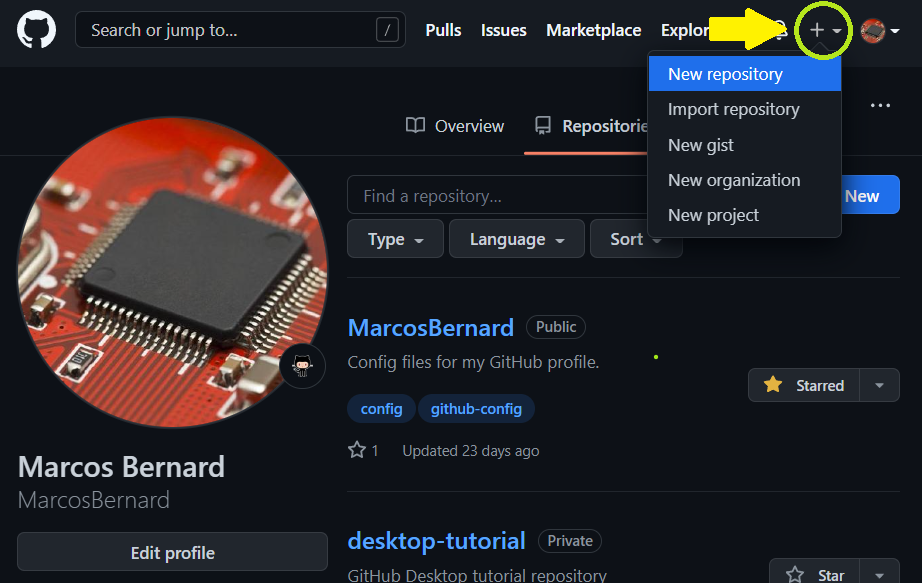 Search or jump to... /
Pulls
Issues
Marketplace
Explor
New repository
Import repository
New gist
New organization
New project
Overview
Repositorie
Find a repository...
New
Type
Language
Sort
MarcosBernard Public
Config files for my GitHub profile.
Starred
config github-config
1 Updated 23 days ago
Marcos Bernard
MarcosBernard
Edit profile
desktop-tutorial Private
GitHub Desktop tutorial repository
Star